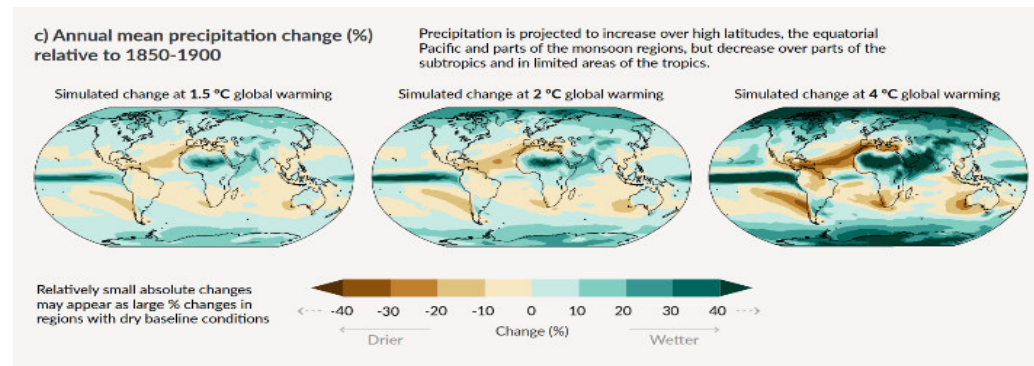 c) Annual mean precipitation change (%)
relative to 1850-1900
Precipitation is projected to increase over high latitudes, the equatorial
Pacific and parts of the monsoon regions, but decrease over parts of the
subtropics and in limited areas of the tropics.
Simulated change at 1.5 °C global warming
Simulated change at 2 °C global warming
Simulated change at 4 °C global warming
Relatively small absolute changes
may appear as large % changes in
regions with dry baseline conditions
-40 -30 -20 -10 0 10 20 30 40
Change (%)
Drier
Wetter